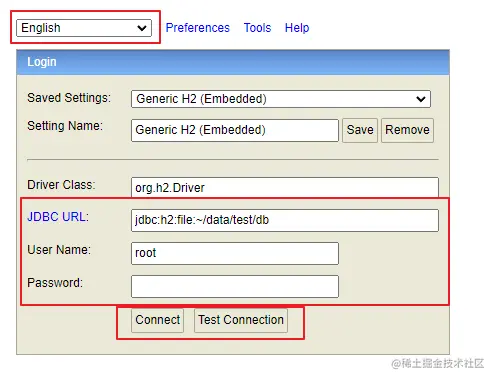 English Preferences Tools Help
Login
Saved Settings: Generic H2 (Embedded)
Setting Name: Generic H2 (Embedded) Save Remove
Driver Class: org.h2.Driver
JDBC URL: jdbc:h2:file:~/data/test/db
User Name: root
Password:
Connect Test Connection
@稀土掘金技术社区